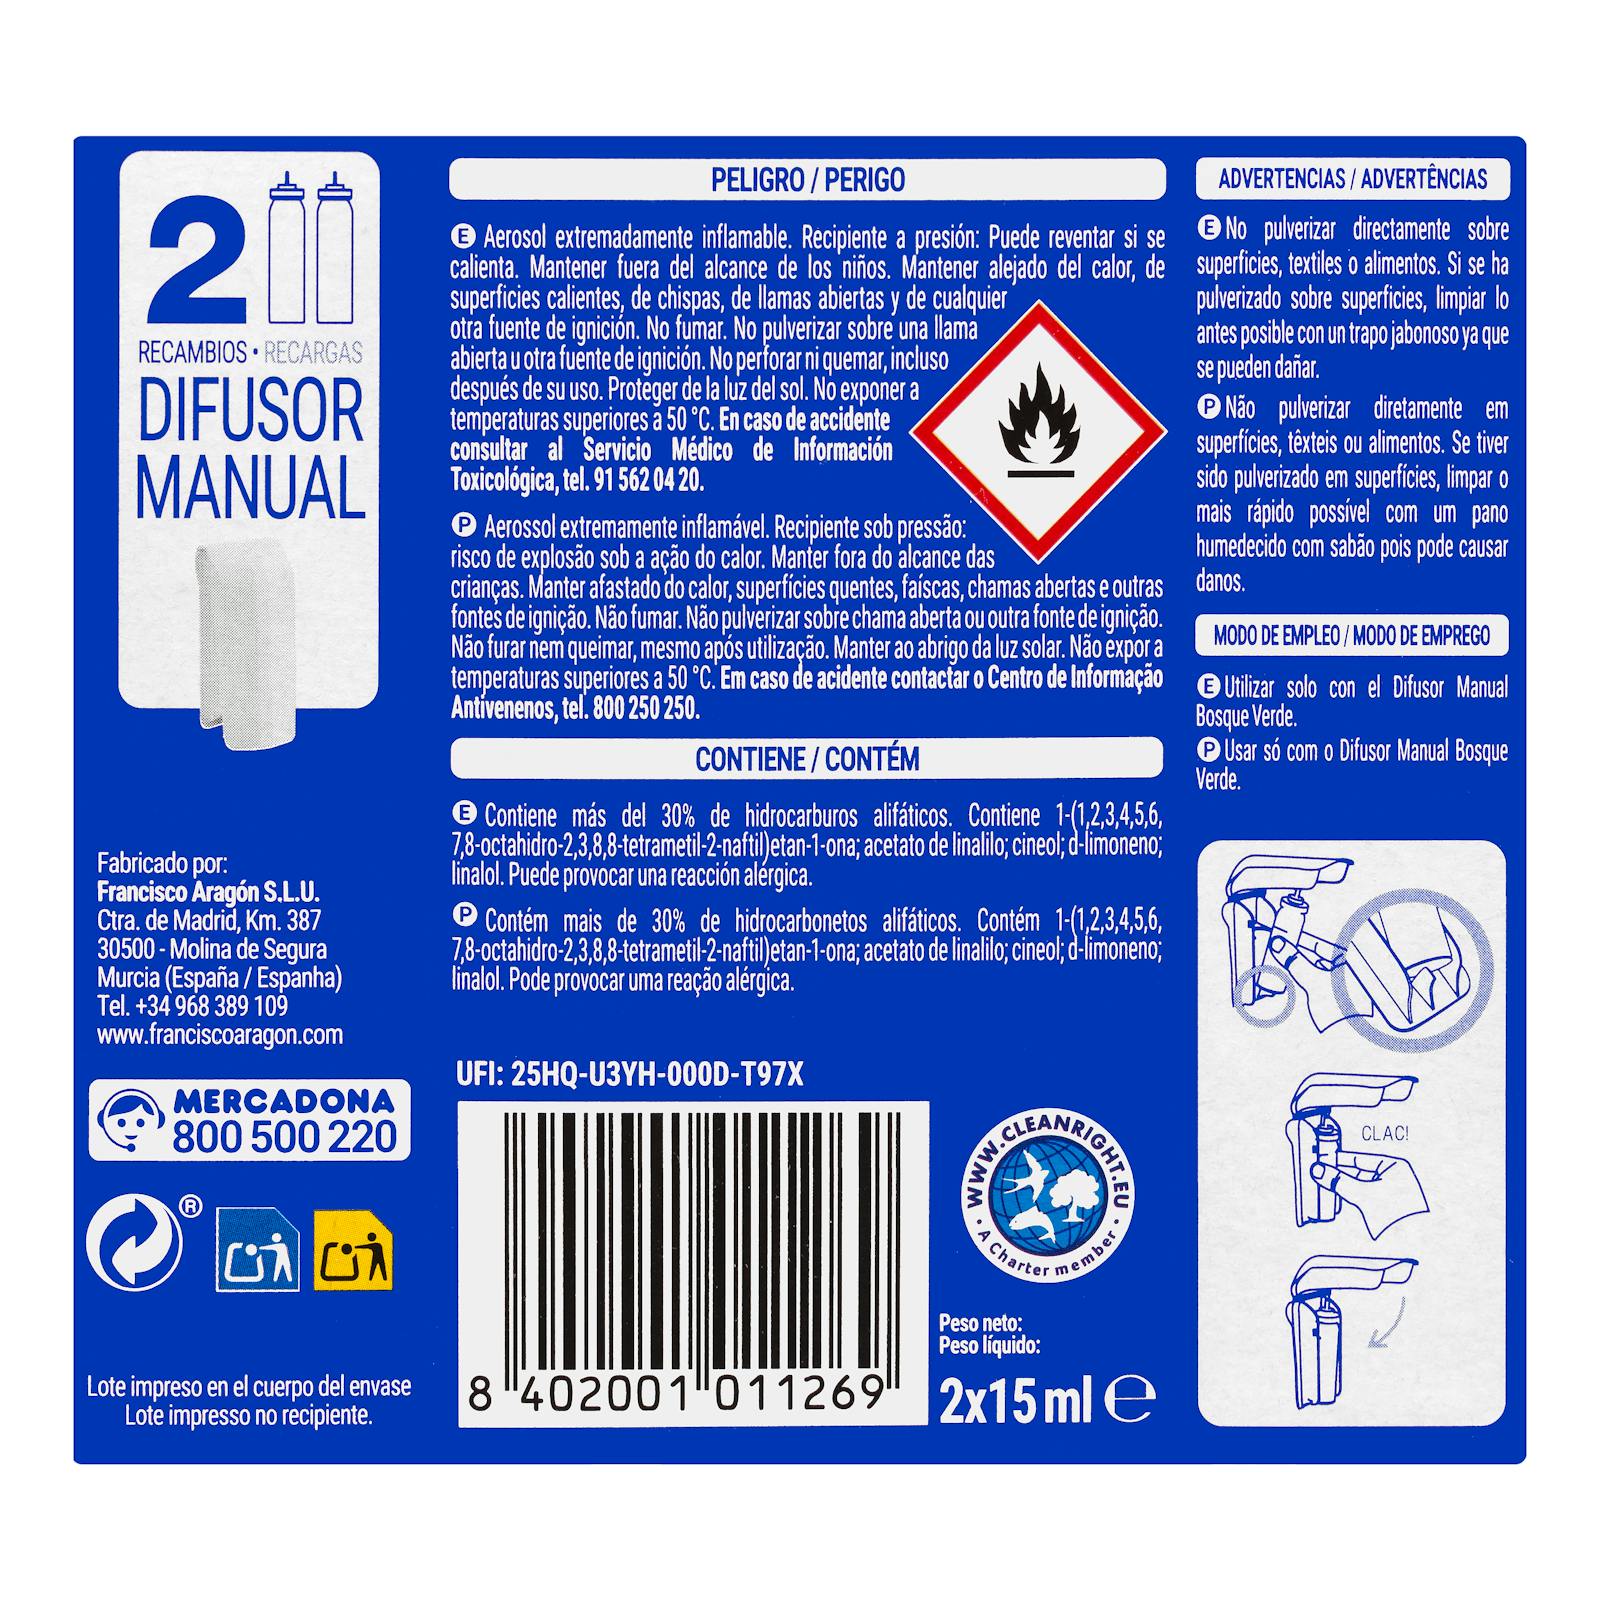 2
RECAMBIOS • RECARGAS
DIFUSOR
MANUAL
Fabricado por:
Francisco Aragón S.L.U.
Ctra. de Madrid, Km. 387
30500 - Molina de Segura
Murcia (España / Espanha)
Tel. +34 968 389 109
www.franciscoaragon.com
MERCADONA
800 500 220
®
Lote impreso en el cuerpo del envase
Lote impresso no recipiente.
PELIGRO / PERIGO
E Aerosol extremadamente inflamable. Recipiente a presión: Puede reventar si se
calienta. Mantener fuera del alcance de los niños. Mantener alejado del calor, de
superficies calientes, de chispas, de llamas abiertas y de cualquier
otra fuente de ignición. No fumar. No pulverizar sobre una llama
abierta u otra fuente de ignición. No perforar ni quemar, incluso
después de su uso. Proteger de la luz del sol. No exponer a
temperaturas superiores a 50 °C. En caso de accidente
consultar al Servicio Médico de Información
Toxicológica, tel. 91 562 04 20.
P Aerossol extremamente inflamável. Recipiente sob pressão:
risco de explosão sob a ação do calor. Manter fora do alcance das
crianças. Manter afastado do calor, superfícies quentes, faíscas, chamas abertas e outras
fontes de ignição. Não fumar. Não pulverizar sobre chama aberta ou outra fonte de ignição.
Não furar nem queimar, mesmo após utilização. Manter ao abrigo da luz solar. Não expor a
temperaturas superiores a 50 °C. Em caso de acidente contactar o Centro de Informação
Antivenenos, tel. 800 250 250.
CONTIENE / CONTÉM
E Contiene más del 30% de hidrocarburos alifáticos. Contiene 1-(1,2,3,4,5,6,
7,8-octahidro-2,3,8,8-tetrametil-2-naftil)etan-1-ona; acetato de linalilo; cineol; d-limoneno;
linalol. Puede provocar una reacción alérgica.
P Contém mais de 30% de hidrocarbonetos alifáticos. Contém 1-(1,2,3,4,5,6,
7,8-octahidro-2,3,8,8-tetrametil-2-naftil)etan-1-ona; acetato de linalilo; cineol; d-limoneno;
linalol. Pode provocar uma reação alérgica.
UFI: 25HQ-U3YH-000D-T97X
8 402001 011269
WWW.CLEANRIGHT.EU
• A Charter member •
Peso neto:
Peso líquido:
2x15 ml e
ADVERTENCIAS / ADVERTÊNCIAS
E No pulverizar directamente sobre
superficies, textiles o alimentos. Si se ha
pulverizado sobre superficies, limpiar lo
antes posible con un trapo jabonoso ya que
se pueden dañar.
P Não pulverizar diretamente em
superfícies, têxteis ou alimentos. Se tiver
sido pulverizado em superfícies, limpar o
mais rápido possível com um pano
humedecido com sabão pois pode causar
danos.
MODO DE EMPLEO / MODO DE EMPREGO
E Utilizar solo con el Difusor Manual
Bosque Verde.
P Usar só com o Difusor Manual Bosque
Verde.
CLAC!